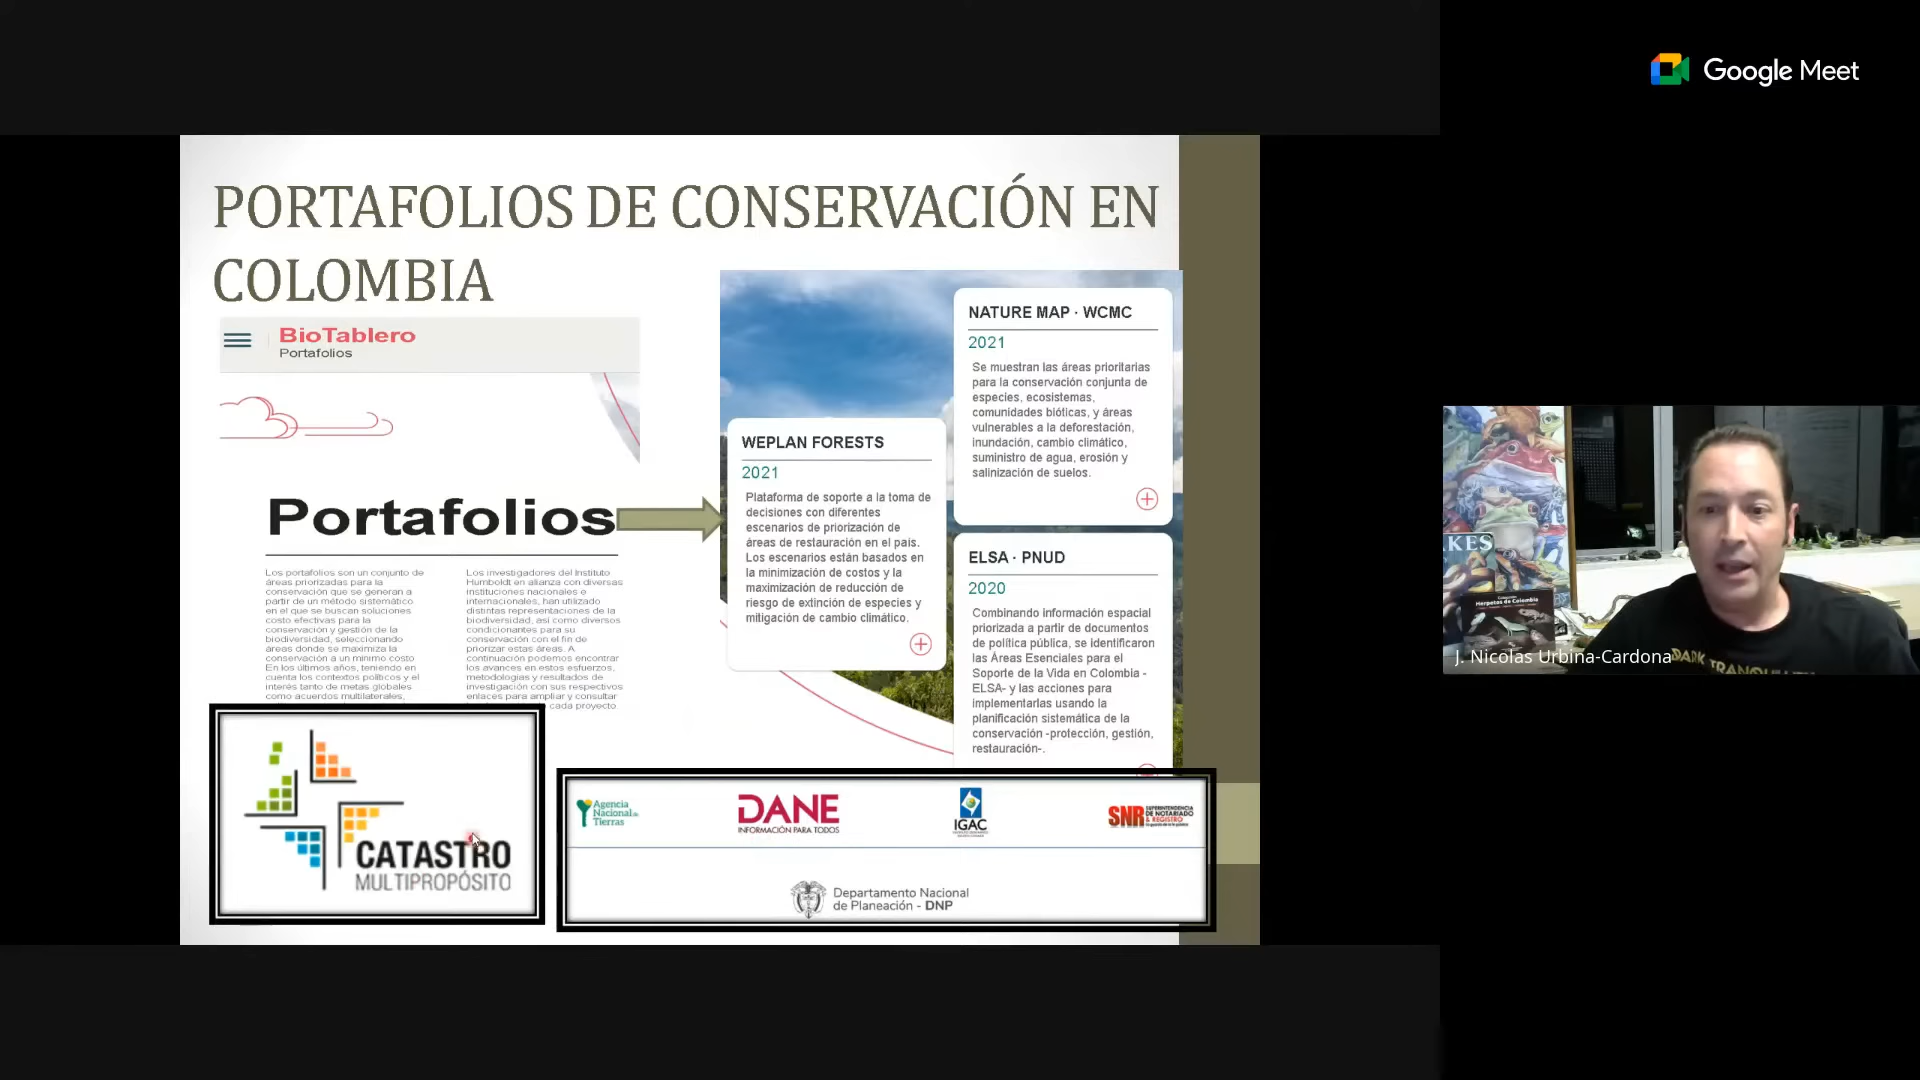 Google Meet
PORTAFOLIOS DE CONSERVACIÓN EN
COLOMBIA
BioTablero
Portafolios
Portafolios
Los portafolios son un conjunto de
áreas priorizadas para la
conservación que se generan a
partir de un método sistemático
en el que se buscan soluciones
costo efectivas para la
conservación y gestión de la
biodiversidad, seleccionando
áreas donde se maximiza la
conservación a un mínimo costo
En los últimos años, teniendo en
cuenta los contextos políticos y el
interés tanto de metas globales
como acuerdos multilaterales,
Los investigadores del Instituto
Humboldt en alianza con diversas
instituciones nacionales e
internacionales, han utilizado
distintas representaciones de la
biodiversidad, así como diversos
condicionantes para su
conservación con el fin de
priorizar estas áreas. A
continuación podemos encontrar
los avances en estos esfuerzos,
metodologías y resultados de
investigación con sus respectivos
enlaces para ampliar y consultar
cada proyecto.
WEPLAN FORESTS
2021
Plataforma de soporte a la toma de
decisiones con diferentes
escenarios de priorización de
áreas de restauración en el país.
Los escenarios están basados en
la minimización de costos y la
maximización de reducción de
riesgo de extinción de especies y
mitigación de cambio climático.
NATURE MAP · WCMC
2021
Se muestran las áreas prioritarias
para la conservación conjunta de
especies, ecosistemas,
comunidades bióticas, y áreas
vulnerables a la deforestación,
inundación, cambio climático,
suministro de agua, erosión y
salinización de suelos.
ELSA · PNUD
2020
Combinando información espacial
priorizada a partir de documentos
de política pública, se identificaron
las Áreas Esenciales para el
Soporte de la Vida en Colombia -
ELSA- y las acciones para
implementarlas usando la
planificación sistemática de la
conservación -protección, gestión,
restauración-.
CATASTRO
MULTIPROPÓSITO
Agencia
Nacional de
Tierras
DANE
INFORMACIÓN PARA TODOS
IGAC
SNR SUPERINTENDENCIA
DE NOTARIADO
& REGISTRO
Departamento Nacional
de Planeación - DNP
KES
Herpetos de Colombia
J. Nicolas Urbina-Cardona
DARK TRANQUILLITY